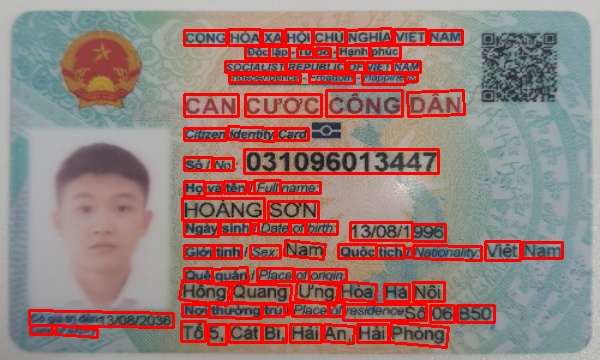 CỘNG HÒA XÃ HỘI CHỦ NGHĨA VIỆT NAM
Độc lập - Tự do - Hạnh phúc
SOCIALIST REPUBLIC OF VIET NAM
Independence - Freedom - Happiness
CĂN CƯỚC CÔNG DÂN
Citizen Identity Card
Số / No.: 031096013447
Họ và tên / Full name:
HOÀNG SƠN
Ngày sinh / Date of birth: 13/08/1996
Giới tính / Sex: Nam Quốc tịch / Nationality: Việt Nam
Quê quán / Place of origin
Hồng Quang, Ứng Hòa, Hà Nội
Nơi thường trú / Place of residence Số 06 B50
Tổ 5, Cát Bi, Hải An, Hải Phòng
Có giá trị đến 13/08/2036